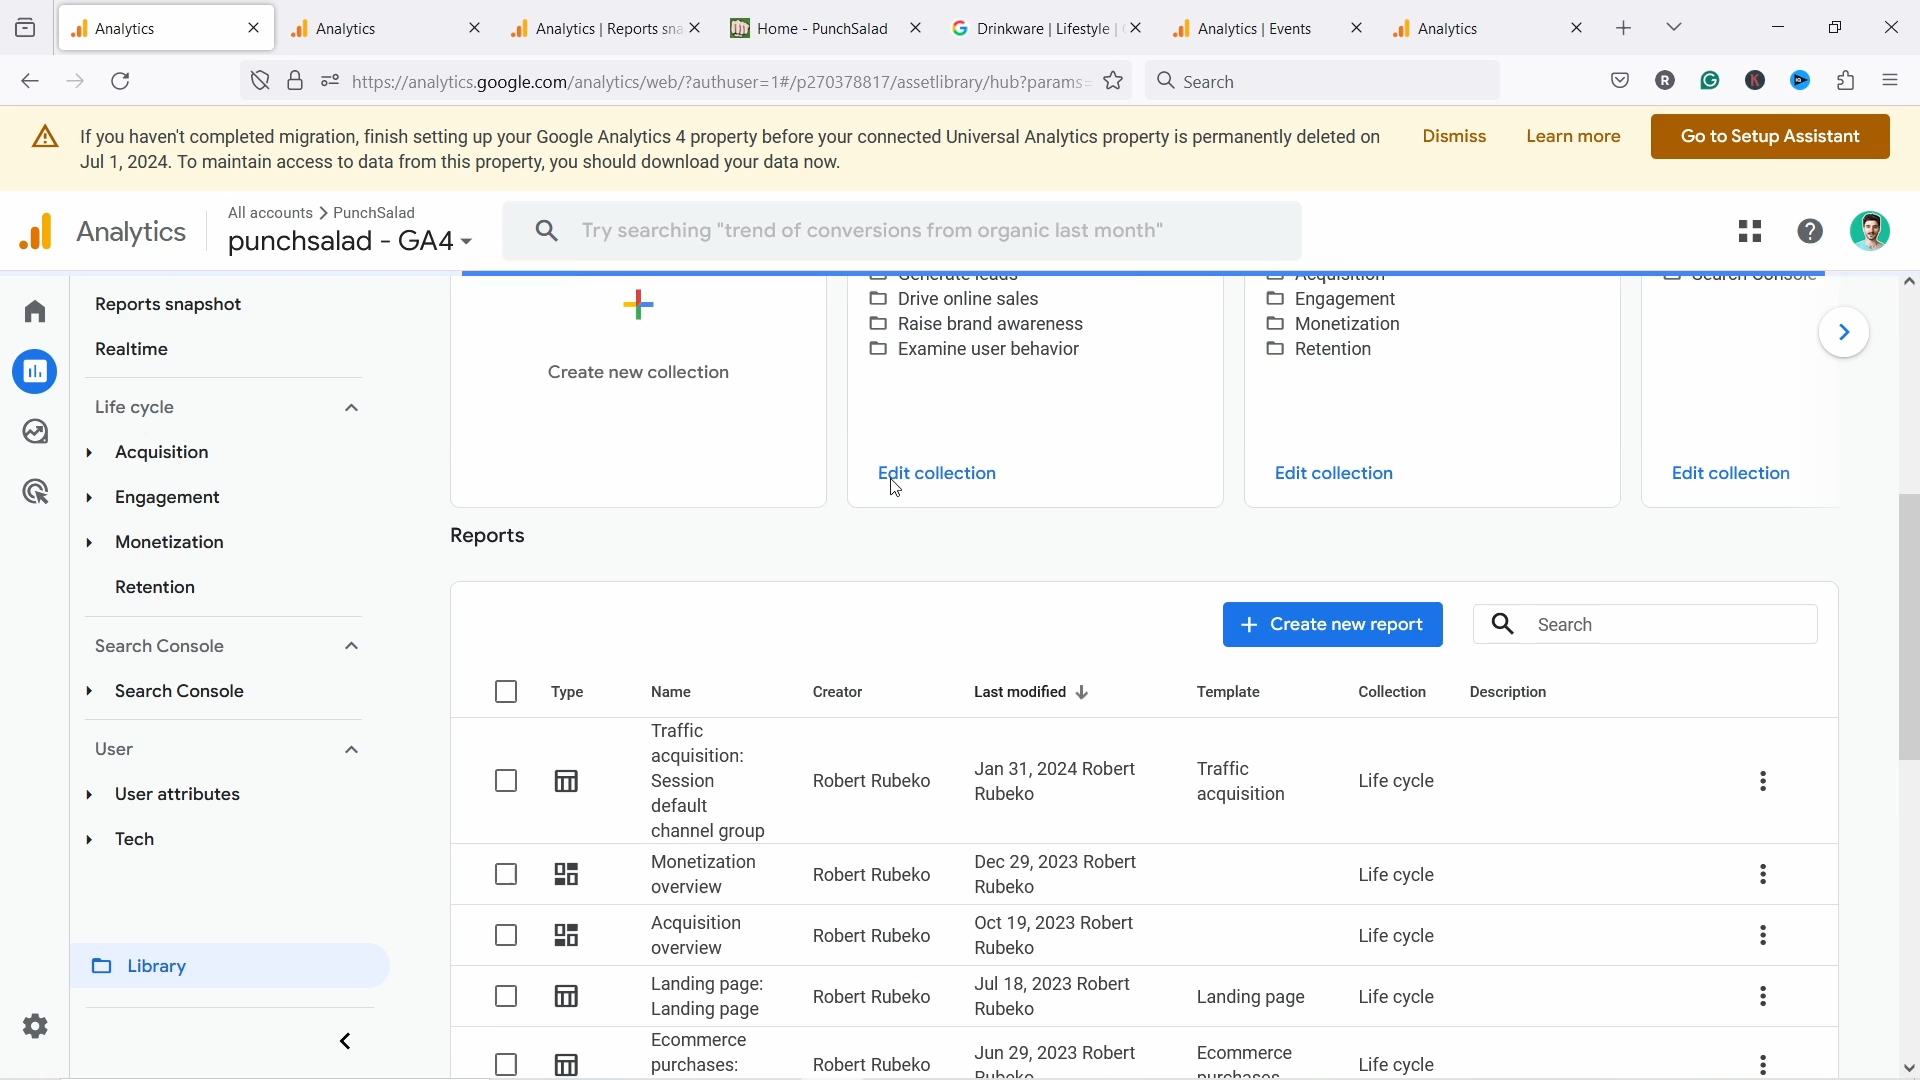 Analytics
Analytics
Analytics | Reports sna
Home - PunchSalad
Drinkware | Lifestyle |
Analytics | Events
Analytics
https://analytics.google.com/analytics/web/?authuser=1#/p270378817/assetlibrary/hub?params=
Search
If you haven't completed migration, finish setting up your Google Analytics 4 property before your connected Universal Analytics property is permanently deleted on
Jul 1, 2024. To maintain access to data from this property, you should download your data now.
Dismiss
Learn more
Go to Setup Assistant
Analytics
All accounts > PunchSalad
punchsalad - GA4
Try searching "trend of conversions from organic last month"
Reports snapshot
Realtime
Life cycle
Acquisition
Engagement
Monetization
Retention
Search Console
Search Console
User
User attributes
Tech
Library
Create new collection
Generate leads
Drive online sales
Raise brand awareness
Examine user behavior
Edit collection
Acquisition
Engagement
Monetization
Retention
Edit collection
Search Console
Edit collection
Reports
Create new report
Search
Type Name Creator Last modified Template Collection Description
Traffic
acquisition:
Session
default
channel group
Robert Rubeko
Jan 31, 2024 Robert
Rubeko
Traffic
acquisition
Life cycle
Monetization
overview
Robert Rubeko
Dec 29, 2023 Robert
Rubeko
Life cycle
Acquisition
overview
Robert Rubeko
Oct 19, 2023 Robert
Rubeko
Life cycle
Landing page:
Landing page
Robert Rubeko
Jul 18, 2023 Robert
Rubeko
Landing page
Life cycle
Ecommerce
purchases:
Robert Rubeko
Jun 29, 2023 Robert
Rubeko
Ecommerce
purchases
Life cycle